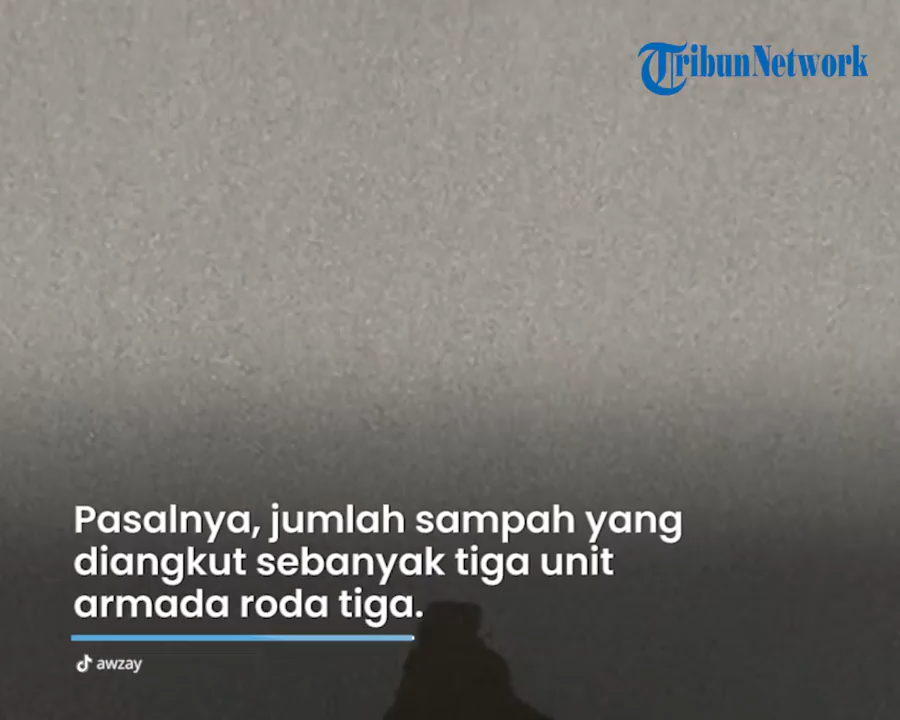 TribunNetwork
Pasalnya, jumlah sampah yang
diangkut sebanyak tiga unit
armada roda tiga.
awzay